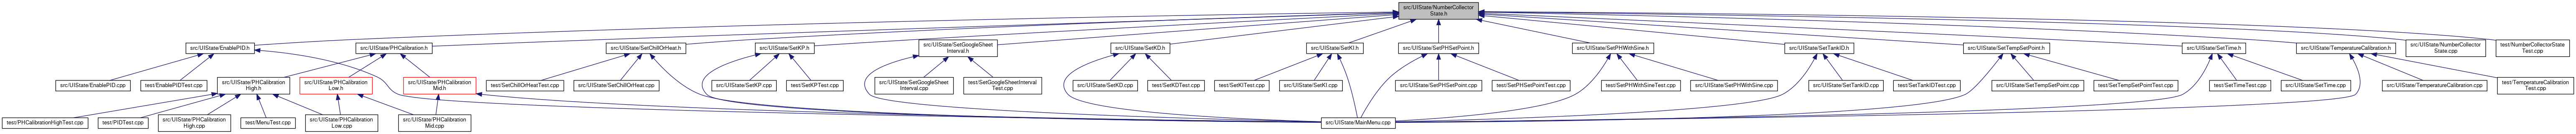 src/UIState/NumberCollector
State.h
src/UIState/EnablePID.h
src/UIState/PHCalibration.h
src/UIState/SetChillOrHeat.h
src/UIState/SetKP.h
src/UIState/SetGoogleSheet
Interval.h
src/UIState/SetKD.h
src/UIState/SetKI.h
src/UIState/SetPHSetPoint.h
src/UIState/SetPHWithSine.h
src/UIState/SetTankID.h
src/UIState/SetTempSetPoint.h
src/UIState/SetTime.h
src/UIState/TemperatureCalibration.h
src/UIState/NumberCollector
State.cpp
test/NumberCollectorState
Test.cpp
src/UIState/EnablePID.cpp
test/EnablePIDTest.cpp
src/UIState/PHCalibration
High.h
src/UIState/PHCalibration
Low.h
src/UIState/PHCalibration
Mid.h
test/SetChillOrHeatTest.cpp
src/UIState/SetChillOrHeat.cpp
src/UIState/SetKP.cpp
test/SetKPTest.cpp
src/UIState/SetGoogleSheet
Interval.cpp
test/SetGoogleSheetInterval
Test.cpp
src/UIState/SetKD.cpp
test/SetKDTest.cpp
test/SetKITest.cpp
src/UIState/SetKI.cpp
src/UIState/SetPHSetPoint.cpp
test/SetPHSetPointTest.cpp
test/SetPHWithSineTest.cpp
src/UIState/SetPHWithSine.cpp
src/UIState/SetTankID.cpp
test/SetTankIDTest.cpp
src/UIState/SetTempSetPoint.cpp
test/SetTempSetPointTest.cpp
test/SetTimeTest.cpp
src/UIState/SetTime.cpp
src/UIState/TemperatureCalibration.cpp
test/TemperatureCalibration
Test.cpp
test/PHCalibrationHighTest.cpp
test/PIDTest.cpp
src/UIState/PHCalibration
High.cpp
test/MenuTest.cpp
src/UIState/PHCalibration
Low.cpp
src/UIState/PHCalibration
Mid.cpp
src/UIState/MainMenu.cpp